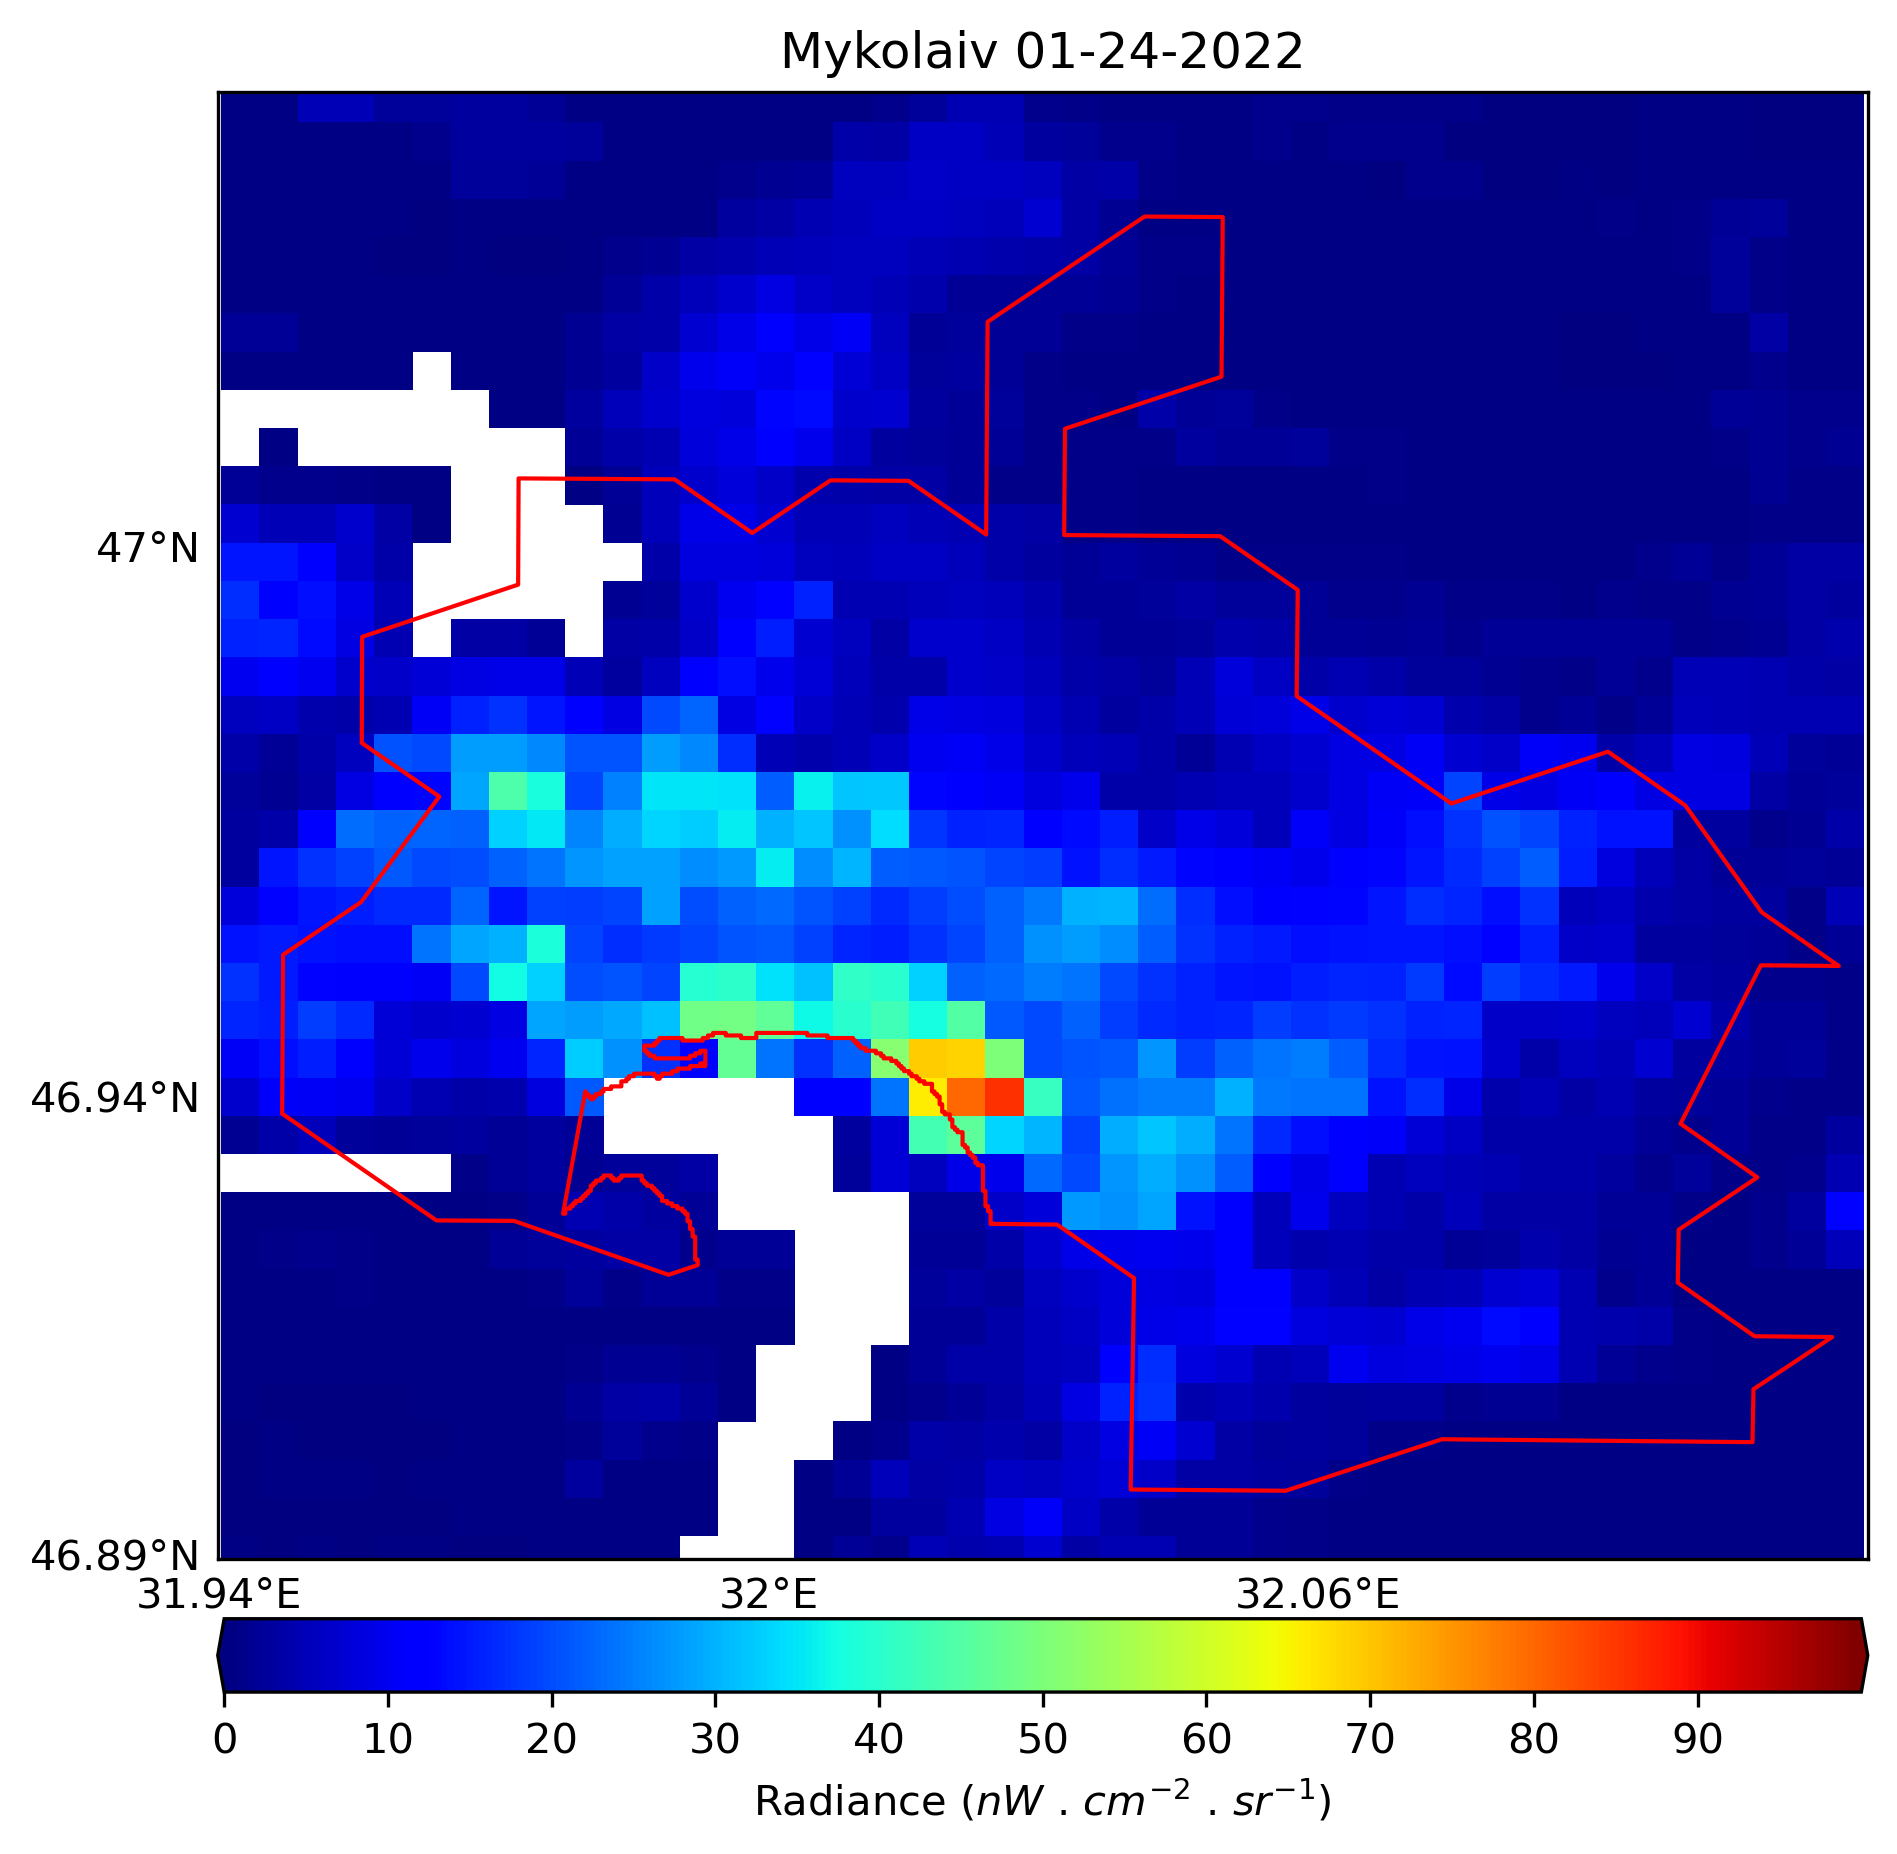 Mykolaiv 01-24-2022
47°N
46.94°N
46.89°N
31.94°E 32°E 32.06°E
0 10 20 30 40 50 60 70 80 90
Radiance (nW . cm⁻² . sr⁻¹)